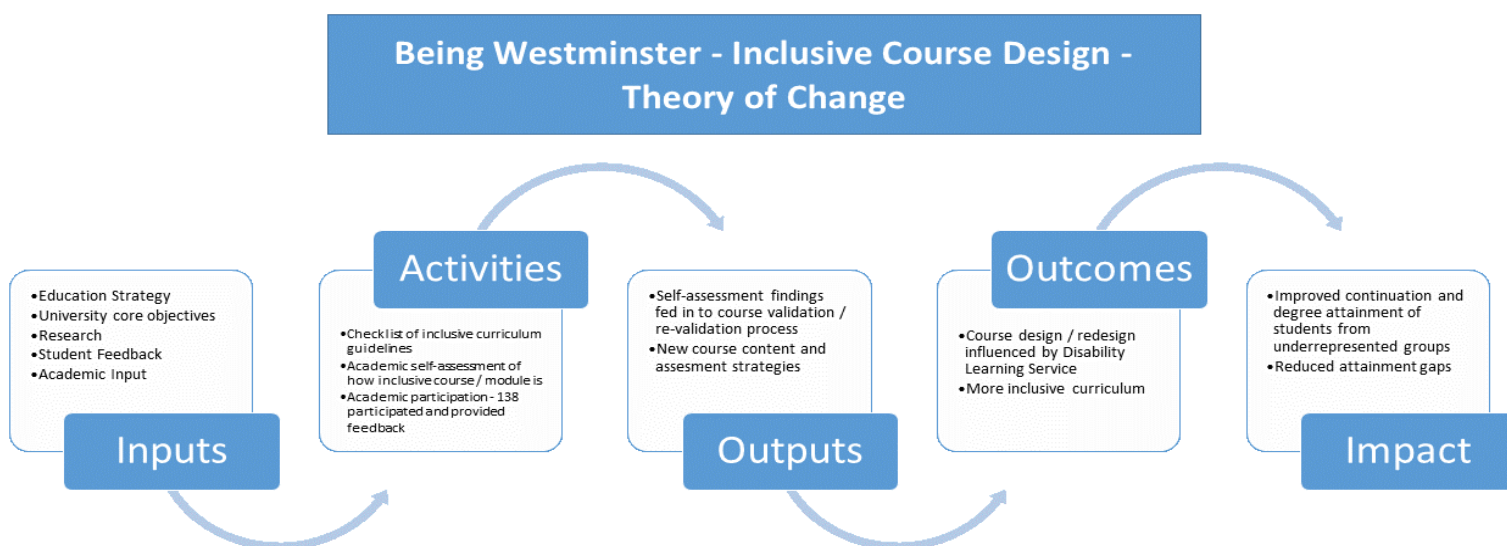 Being Westminster - Inclusive Course Design -
Theory of Change
•Education Strategy
•University core objectives
•Research
•Student Feedback
•Academic Input
Inputs
Activities
•Checklist of inclusive curriculum
guidelines
•Academic self-assessment of
how inclusive course / module is
•Academic participation - 138
participated and provided
feedback
•Self-assessment findings
fed in to course validation /
re-validation process
•New course content and
assesment strategies
Outputs
Outcomes
•Course design / redesign
influenced by Disability
Learning Service
•More inclusive curriculum
•Improved continuation and
degree attainment of
students from
underrepresented groups
•Reduced attainment gaps
Impact